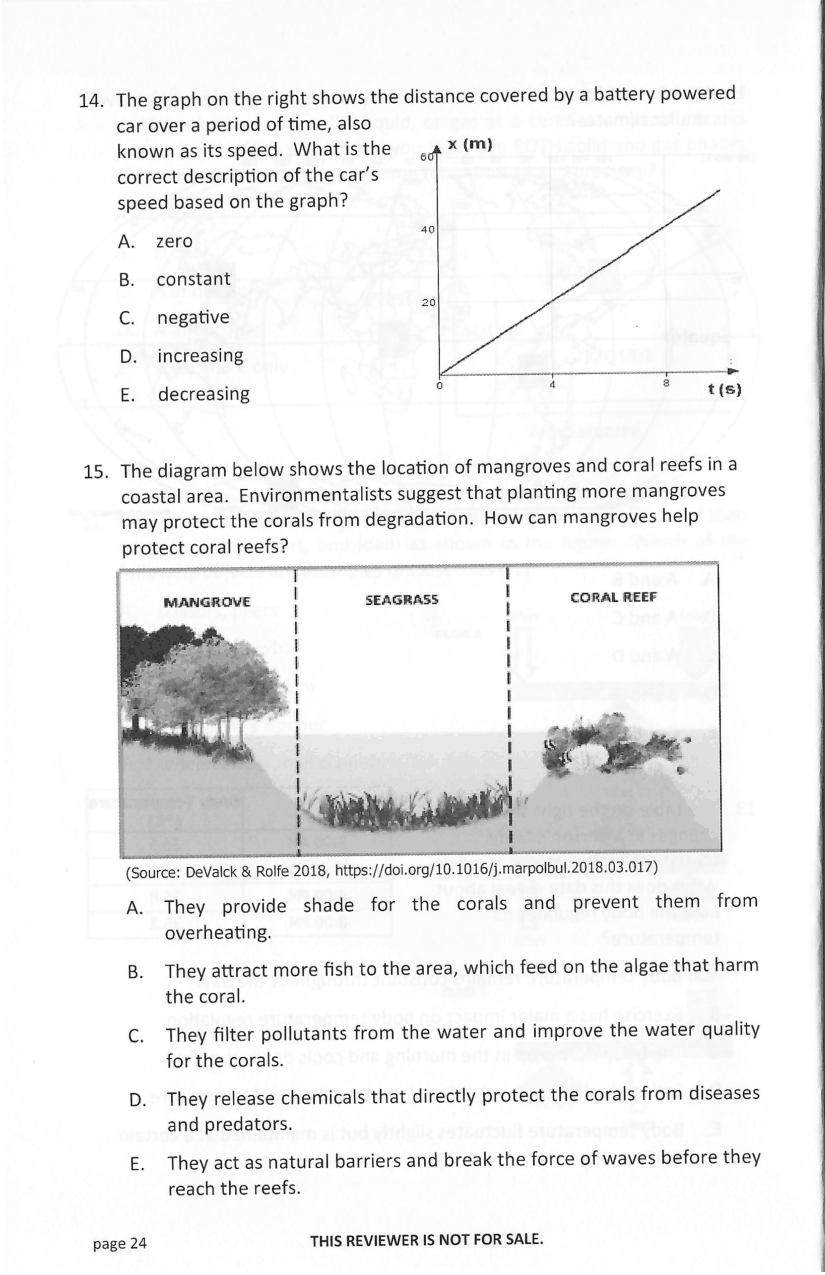 14. The graph on the right shows the distance covered by a battery powered
car over a period of time, also
known as its speed. What is the
correct description of the car's
speed based on the graph?
A. zero
B. constant
C. negative
D. increasing
E. decreasing
x (m)
60
40
20
0
4
8
t (s)
15. The diagram below shows the location of mangroves and coral reefs in a
coastal area. Environmentalists suggest that planting more mangroves
may protect the corals from degradation. How can mangroves help
protect coral reefs?
MANGROVE
SEAGRASS
CORAL REEF
(Source: DeValck & Rolfe 2018, https://doi.org/10.1016/j.marpolbul.2018.03.017)
A. They provide shade for the corals and prevent them from
overheating.
B. They attract more fish to the area, which feed on the algae that harm
the coral.
C. They filter pollutants from the water and improve the water quality
for the corals.
D. They release chemicals that directly protect the corals from diseases
and predators.
E. They act as natural barriers and break the force of waves before they
reach the reefs.
page 24
THIS REVIEWER IS NOT FOR SALE.